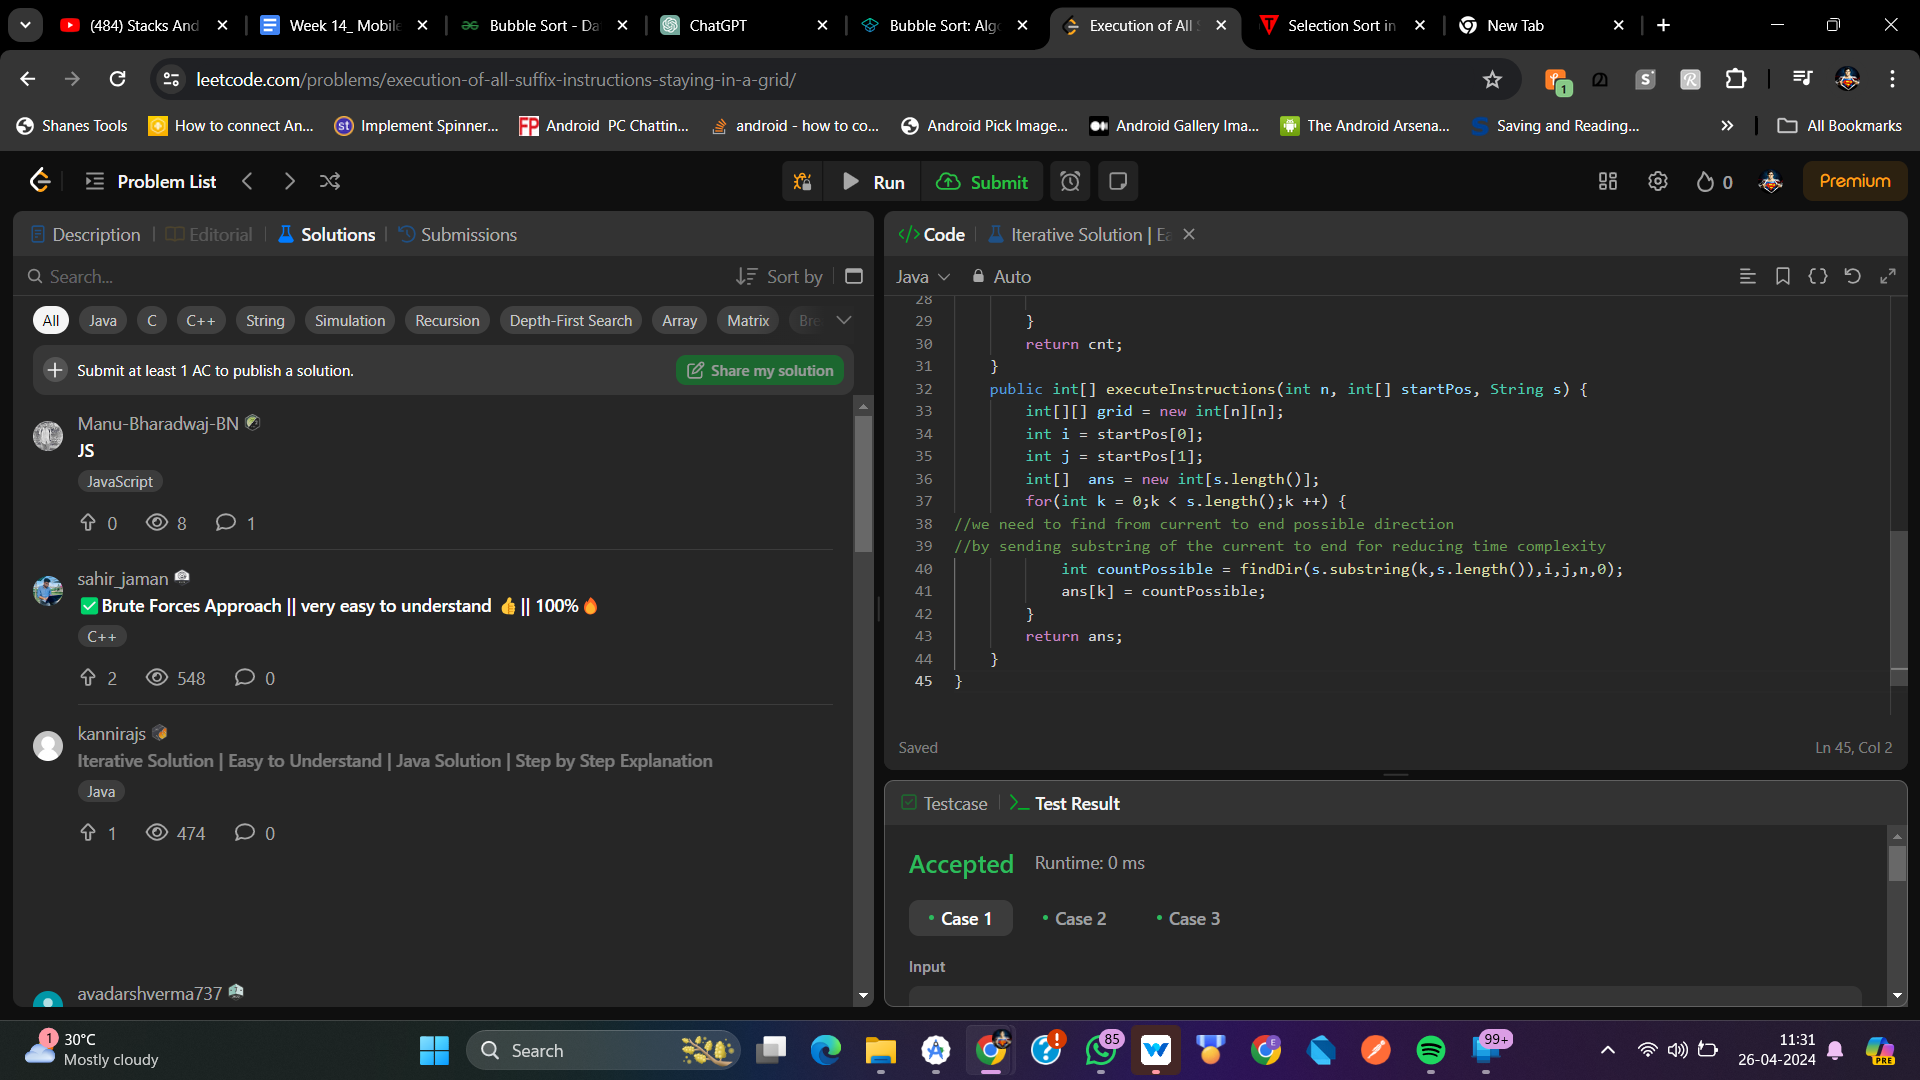 (484) Stacks And
Week 14_ Mobile
Bubble Sort - Da
ChatGPT
Bubble Sort: Algo
Execution of All S
Selection Sort in
New Tab
leetcode.com/problems/execution-of-all-suffix-instructions-staying-in-a-grid/
1
Shanes Tools
How to connect An...
Implement Spinner...
Android PC Chattin...
android - how to co...
Android Pick Image...
Android Gallery Ima...
The Android Arsena...
Saving and Reading...
All Bookmarks
Problem List
Run
Submit
0
Premium
Description
Editorial
Solutions
Submissions
Search...
Sort by
All
Java
C
C++
String
Simulation
Recursion
Depth-First Search
Array
Matrix
Bre
Submit at least 1 AC to publish a solution.
Share my solution
Manu-Bharadwaj-BN
JS
JavaScript
0 8 1
sahir_jaman
✅Brute Forces Approach || very easy to understand 👍|| 100%🔥
C++
2 548 0
kannirajs
Iterative Solution | Easy to Understand | Java Solution | Step by Step Explanation
Java
1 474 0
avadarshverma737
</> Code
Iterative Solution | Ea
Java
Auto
28
29 }
30 return cnt;
31 }
32 public int[] executeInstructions(int n, int[] startPos, String s) {
33 int[][] grid = new int[n][n];
34 int i = startPos[0];
35 int j = startPos[1];
36 int[]  ans = new int[s.length()];
37 for(int k = 0;k < s.length();k ++) {
38 //we need to find from current to end possible direction
39 //by sending substring of the current to end for reducing time complexity
40 int countPossible = findDir(s.substring(k,s.length()),i,j,n,0);
41 ans[k] = countPossible;
42 }
43 return ans;
44 }
45 }
Saved
Ln 45, Col 2
Testcase
Test Result
Accepted
Runtime: 0 ms
Case 1
Case 2
Case 3
Input
1
30°C
Mostly cloudy
Search
85
99+
11:31
26-04-2024
PRE